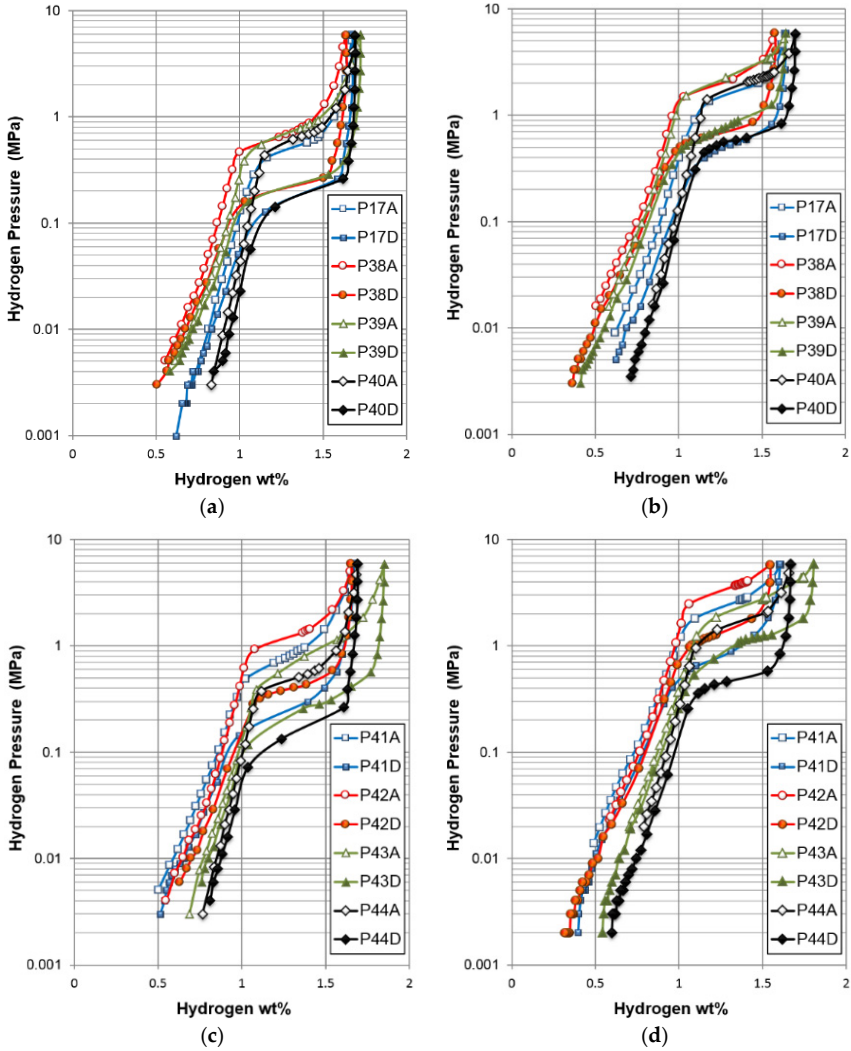 10
1
0.1
0.01
0.001
Hydrogen Pressure (MPa)
0 0.5 1 1.5 2
Hydrogen wt%
P17A
P17D
P38A
P38D
P39A
P39D
P40A
P40D
(a)
10
1
0.1
0.01
0.001
Hydrogen Pressure (MPa)
0 0.5 1 1.5 2
Hydrogen wt%
P17A
P17D
P38A
P38D
P39A
P39D
P40A
P40D
(b)
10
1
0.1
0.01
0.001
Hydrogen Pressure (MPa)
0 0.5 1 1.5 2
Hydrogen wt%
P41A
P41D
P42A
P42D
P43A
P43D
P44A
P44D
(c)
10
1
0.1
0.01
0.001
Hydrogen Pressure (MPa)
0 0.5 1 1.5 2
Hydrogen wt%
P41A
P41D
P42A
P42D
P43A
P43D
P44A
P44D
(d)